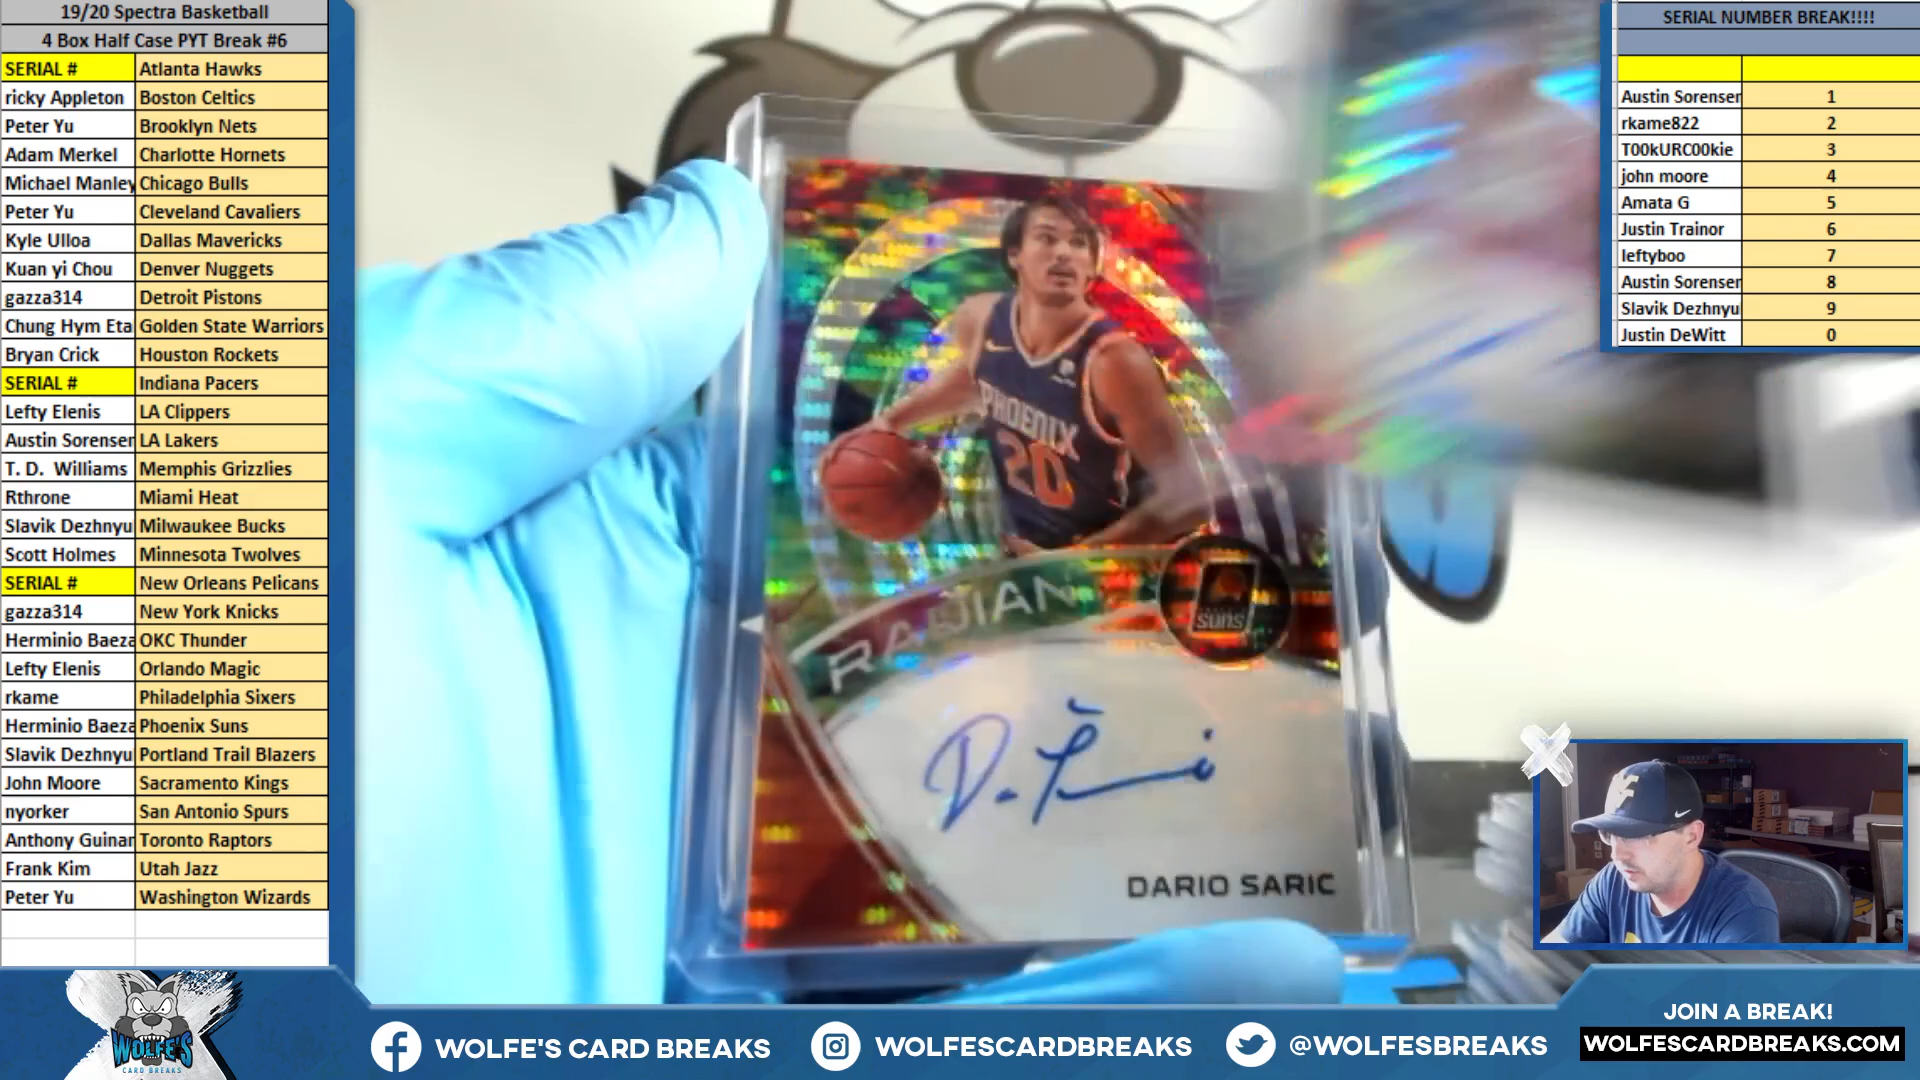 19/20 Spectra Basketball
4 Box Half Case PYT Break #6
SERIAL # Atlanta Hawks
ricky Appleton Boston Celtics
Peter Yu Brooklyn Nets
Adam Merkel Charlotte Hornets
Michael Manley Chicago Bulls
Peter Yu Cleveland Cavaliers
Kyle Ulloa Dallas Mavericks
Kuan yi Chou Denver Nuggets
gazza314 Detroit Pistons
Chung Hym Eta Golden State Warriors
Bryan Crick Houston Rockets
SERIAL # Indiana Pacers
Lefty Elenis LA Clippers
Austin Sorensen LA Lakers
T. D. Williams Memphis Grizzlies
Rthrone Miami Heat
Slavik Dezhnyu Milwaukee Bucks
Scott Holmes Minnesota Twolves
SERIAL # New Orleans Pelicans
gazza314 New York Knicks
Herminio Baeza OKC Thunder
Lefty Elenis Orlando Magic
rkame Philadelphia Sixers
Herminio Baeza Phoenix Suns
Slavik Dezhnyu Portland Trail Blazers
John Moore Sacramento Kings
nyorker San Antonio Spurs
Anthony Guinan Toronto Raptors
Frank Kim Utah Jazz
Peter Yu Washington Wizards
SERIAL NUMBER BREAK!!!!
Austin Sorensen 1
rkame822 2
T00kURC00kie 3
john moore 4
Amata G 5
Justin Trainor 6
leftyboo 7
Austin Sorensen 8
Slavik Dezhnyu 9
Justin DeWitt 0
PHOENIX
20
RADIAN
SUNS
DARIO SARIC
WOLFE'S
CARD BREAKS
WOLFE'S CARD BREAKS
WOLFESCARDBREAKS
@WOLFESBREAKS
JOIN A BREAK!
WOLFESCARDBREAKS.COM